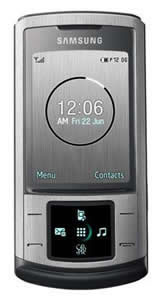 SAMSUNG
12:06
AM Fri 22 Jun
Menu Contacts